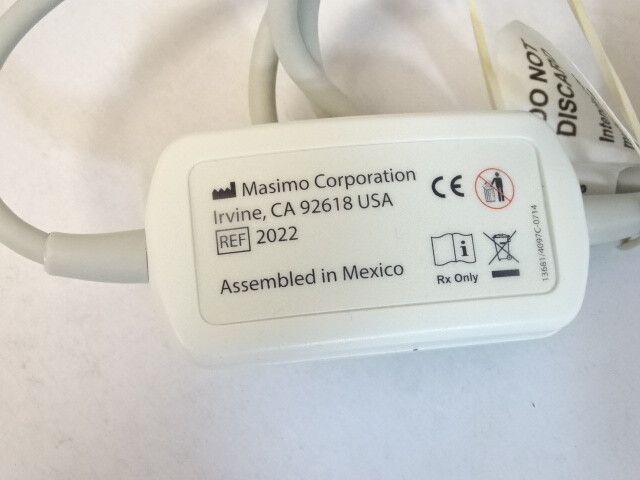 Masimo Corporation
Irvine, CA 92618 USA
REF 2022
Assembled in Mexico
CE
Rx Only
13681/4097C-0714
DO NOT
DISCARD